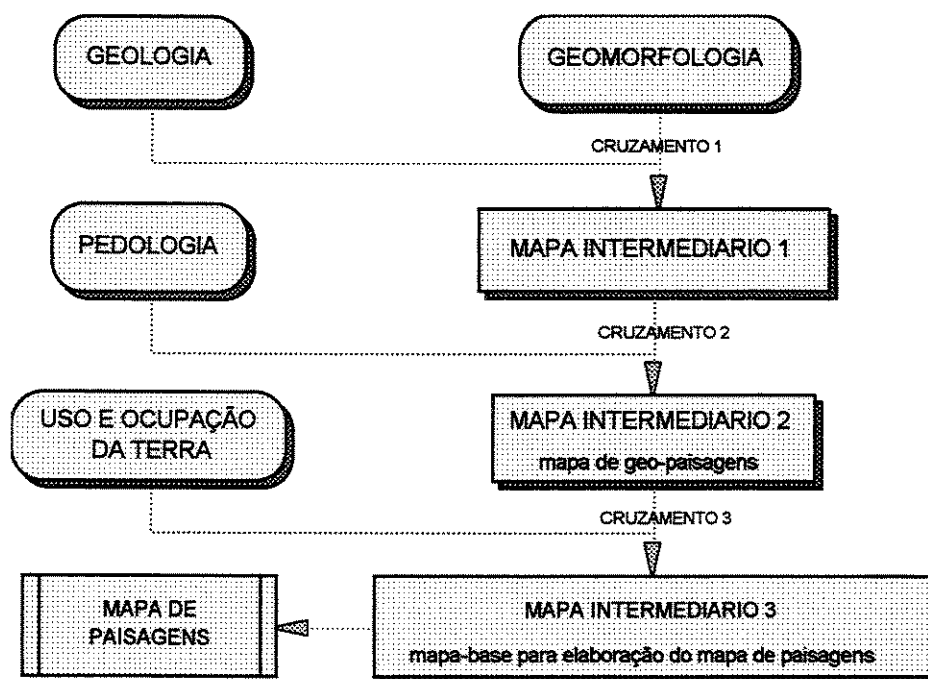 GEOLOGIA
GEOMORFOLOGIA
CRUZAMENTO 1
PEDOLOGIA
MAPA INTERMEDIARIO 1
CRUZAMENTO 2
USO E OCUPAÇÃO
DA TERRA
MAPA INTERMEDIARIO 2
mapa de geo-paisagens
CRUZAMENTO 3
MAPA DE
PAISAGENS
MAPA INTERMEDIARIO 3
mapa-base para elaboração do mapa de paisagens